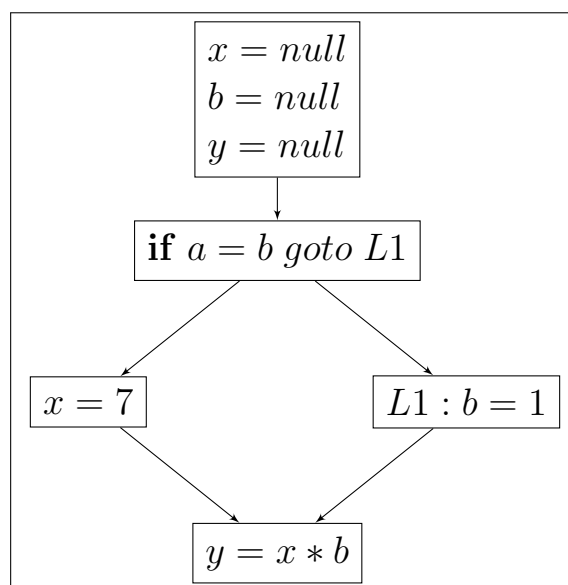 x = null
b = null
y = null
if a = b goto L1
x = 7
L1 : b = 1
y = x ∗ b